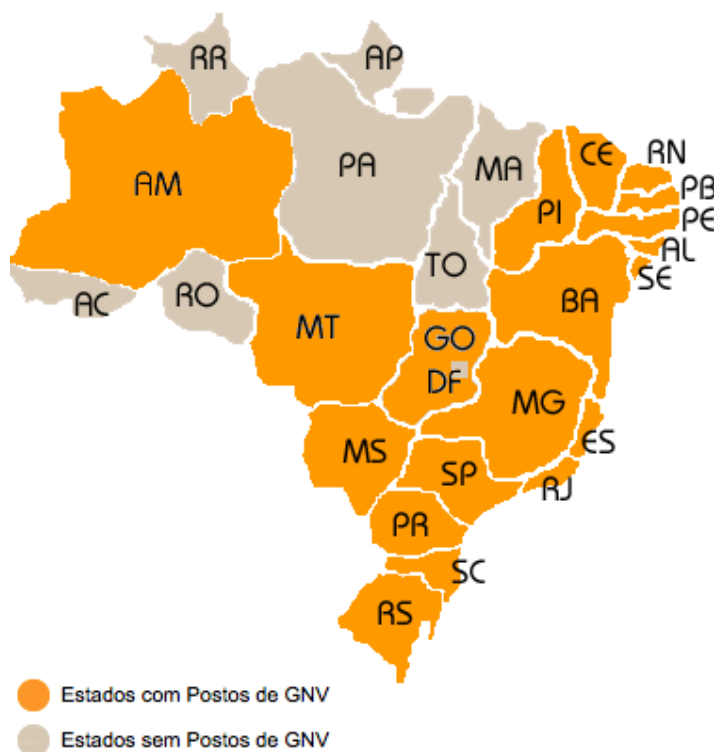 RR
AP
AM
PA
MA
CE
RN
PB
PI
PE
AL
TO
SE
AC
RO
BA
MT
GO
DF
MG
ES
MS
SP
RJ
PR
SC
RS
Estados com Postos de GNV
Estados sem Postos de GNV